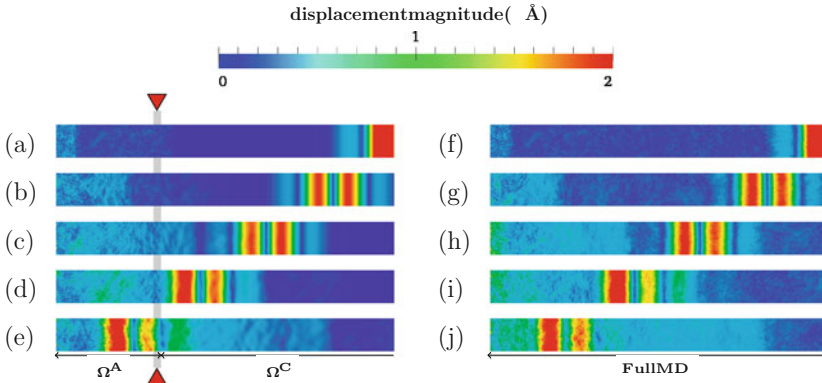 displacementmagnitude( Å)
1
0 2
(a) (f)
(b) (g)
(c) (h)
(d) (i)
(e) (j)
Ω^A Ω^C FullMD